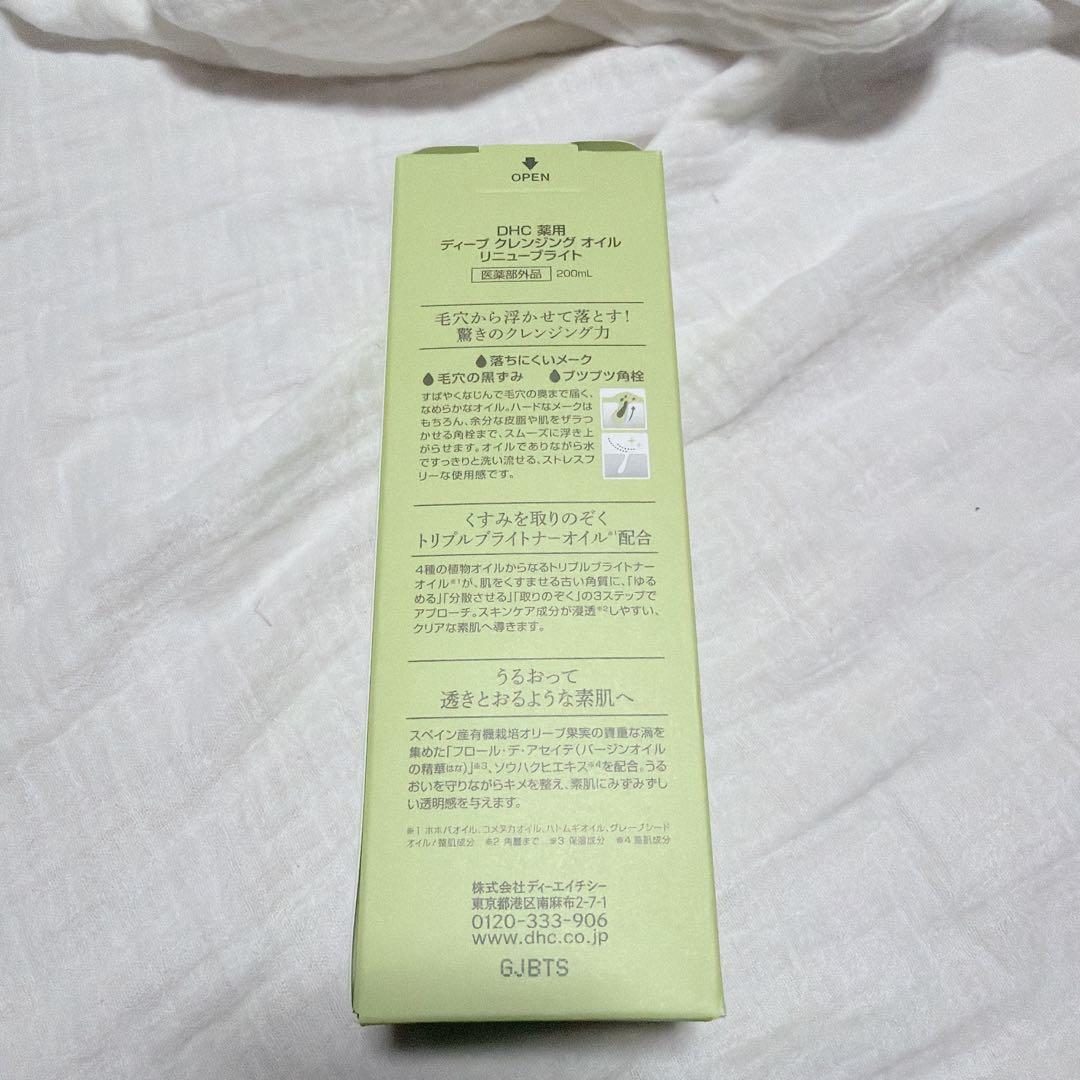 OPEN
DHC 薬用
ディープ クレンジング オイル
リニューブライト
医薬部外品 200mL
毛穴から浮かせて落とす!
驚きのクレンジング力
落ちにくいメーク
毛穴の黒ずみ ブツブツ角栓
すばやくなじんで毛穴の奥まで届く、
なめらかなオイル。ハードなメークは
もちろん、余分な皮脂や肌をザラつ
かせる角栓まで、スムーズに浮き上
がらせます。オイルでありながら水
ですっきりと洗い流せる、ストレスフ
リーな使用感です。
くすみを取りのぞく
トリプルブライトナーオイル※1配合
4種の植物オイルからなるトリプルブライトナー
オイル※1が、肌をくすませる古い角質に、「ゆる
める」「分散させる」「取りのぞく」の3ステップで
アプローチ。スキンケア成分が浸透※2しやすい、
クリアな素肌へ導きます。
うるおって
透きとおるような素肌へ
スペイン産有機栽培オリーブ果実の貴重な滴を
集めた「フロール・デ・アセイテ(バージンオイル
の精華はな)」※3、ソウハクヒエキス※4を配合。うる
おいを守りながらキメを整え、素肌にみずみずし
い透明感を与えます。
※1 ホホバオイル、コメヌカオイル、ハトムギオイル、グレープシード
オイル/整肌成分 ※2 角層まで ※3 保湿成分 ※4 整肌成分
株式会社ディーエイチシー
東京都港区南麻布2-7-1
0120-333-906
www.dhc.co.jp
GJBTS